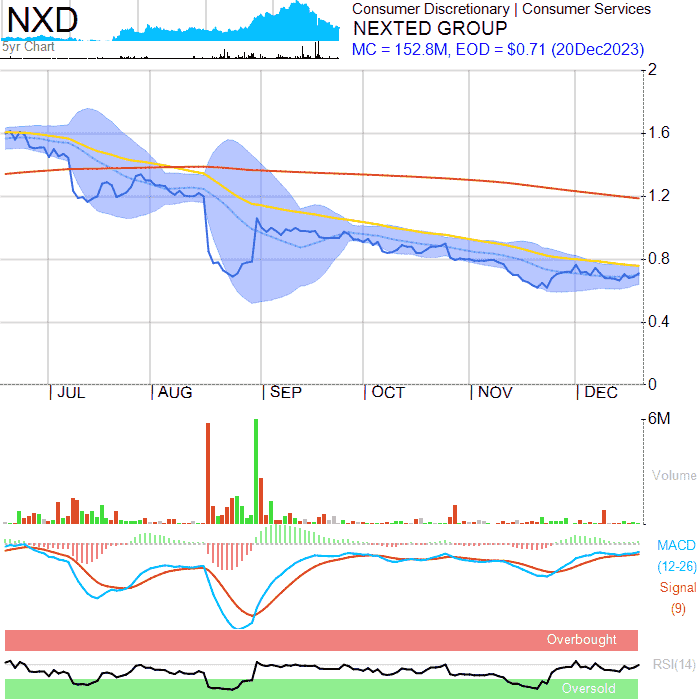 NXD
Consumer Discretionary | Consumer Services
NEXTED GROUP
5yr Chart
MC = 152.8M, EOD = $0.71 (20Dec2023)
2
1.6
1.2
0.8
0.4
0
| JUL | AUG | SEP | OCT | NOV | DEC
6M
Volume
MACD
(12-26)
Signal
(9)
Overbought
RSI(14)
Oversold